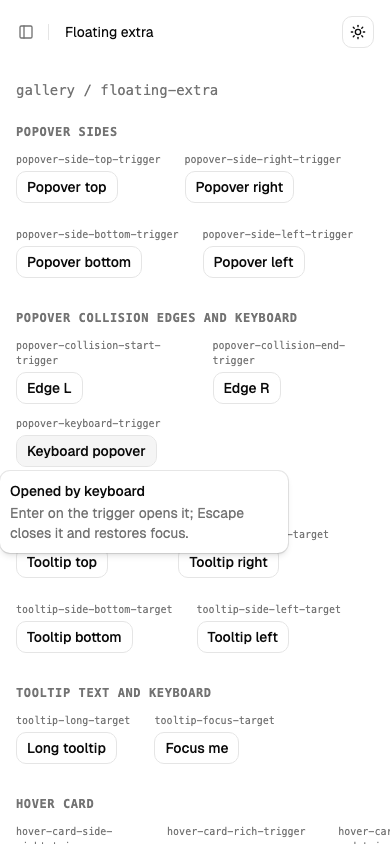 Floating extra
gallery / floating-extra
POPOVER SIDES
popover-side-top-trigger
popover-side-right-trigger
Popover top
Popover right
popover-side-bottom-trigger
popover-side-left-trigger
Popover bottom
Popover left
POPOVER COLLISION EDGES AND KEYBOARD
popover-collision-start-
trigger
popover-collision-end-
trigger
Edge L
Edge R
popover-keyboard-trigger
Keyboard popover
Opened by keyboard
Enter on the trigger opens it; Escape
closes it and restores focus.
-target
Tooltip top
Tooltip right
tooltip-side-bottom-target
tooltip-side-left-target
Tooltip bottom
Tooltip left
TOOLTIP TEXT AND KEYBOARD
tooltip-long-target
tooltip-focus-target
Long tooltip
Focus me
HOVER CARD
hover-card-side-
hover-card-rich-trigger
hover-car